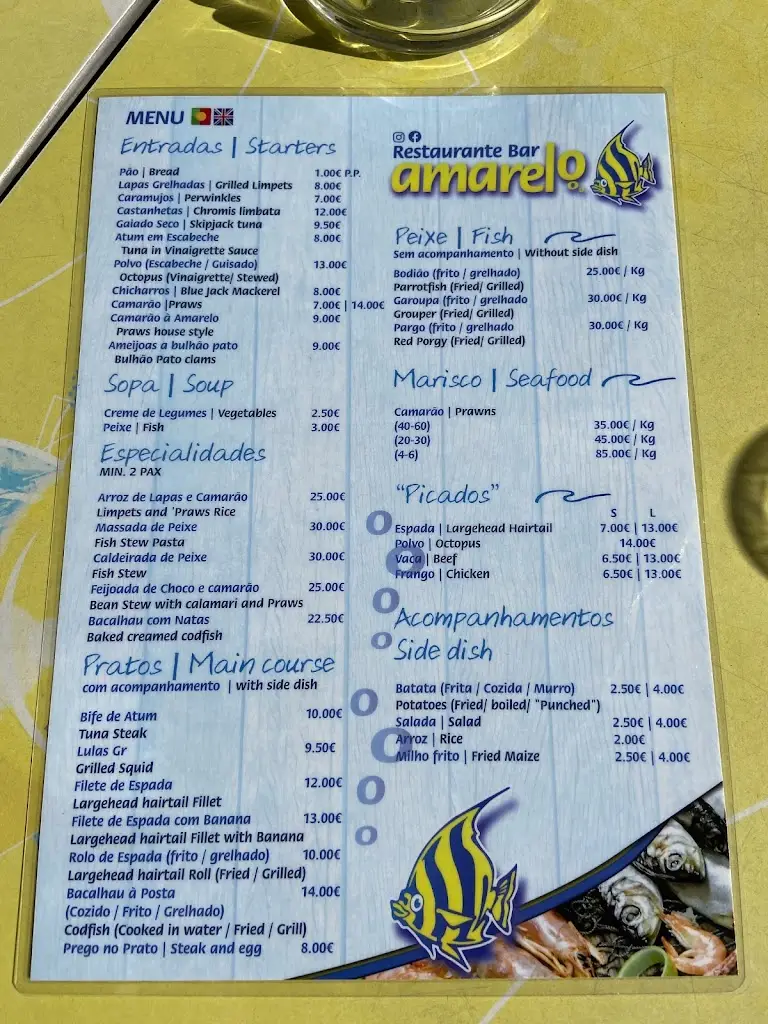 MENU
Entradas | Starters
Pão | Bread 1.00€ P.P.
Lapas Grelhadas | Grilled Limpets 8.00€
Caramujos | Perwinkles 7.00€
Castanhetas | Chromis limbata 12.00€
Gaiado Seco | Skipjack tuna 9.50€
Atum em Escabeche 8.00€
Tuna in Vinaigrette Sauce
Polvo (Escabeche / Guisado) 13.00€
Octopus (Vinaigrette/ Stewed)
Chicharros | Blue Jack Mackerel 8.00€
Camarão |Praws 7.00€ | 14.00€
Camarão à Amarelo 9.00€
Praws house style
Ameijoas a bulhão pato 9.00€
Bulhão Pato clams
Sopa | Soup
Creme de Legumes | Vegetables 2.50€
Peixe | Fish 3.00€
Especialidades
MIN. 2 PAX
Arroz de Lapas e Camarão 25.00€
Limpets and 'Praws Rice
Massada de Peixe 30.00€
Fish Stew Pasta
Caldeirada de Peixe 30.00€
Fish Stew
Feijoada de Choco e camarão 25.00€
Bean Stew with calamari and Praws
Bacalhau com Natas 22.50€
Baked creamed codfish
Pratos | Main course
com acompanhamento | with side dish
Bife de Atum 10.00€
Tuna Steak
Lulas Gr 9.50€
Grilled Squid
Filete de Espada 12.00€
Largehead hairtail Fillet
Filete de Espada com Banana 13.00€
Largehead hairtail Fillet with Banana
Rolo de Espada (frito / grelhado) 10.00€
Largehead hairtail Roll (Fried / Grilled)
Bacalhau à Posta 14.00€
(Cozido / Frito / Grelhado)
Codfish (Cooked in water / Fried / Grill)
Prego no Prato | Steak and egg 8.00€
Restaurante Bar
amarelo
Peixe | Fish
Sem acompanhamento | Without side dish
Bodião (frito / grelhado) 25.00€ / Kg
Parrotfish (Fried/ Grilled)
Garoupa (frito / grelhado 30.00€ / Kg
Grouper (Fried/ Grilled)
Pargo (frito / grelhado 30.00€ / Kg
Red Porgy (Fried/ Grilled)
Marisco | Seafood
Camarão | Prawns
(40-60) 35.00€ / Kg
(20-30) 45.00€ / Kg
(4-6) 85.00€ / Kg
"Picados"
S L
Espada | Largehead Hairtail 7.00€ | 13.00€
Polvo | Octopus 14.00€
Vaca | Beef 6.50€ | 13.00€
Frango | Chicken 6.50€ | 13.00€
Acompanhamentos
Side dish
Batata (Frita / Cozida / Murro) 2.50€ | 4.00€
Potatoes (Fried/ boiled/ "Punched")
Salada | Salad 2.50€ | 4.00€
Arroz | Rice 2.00€
Milho frito | Fried Maize 2.50€ | 4.00€